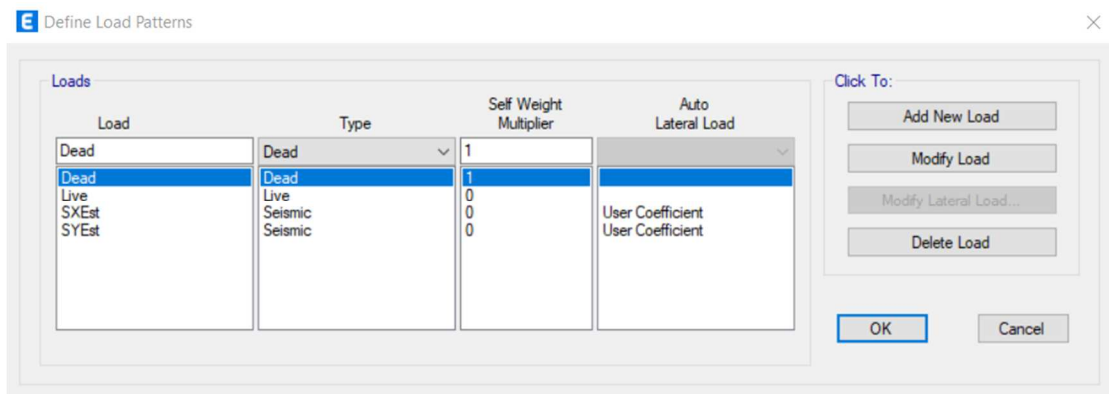 E Define Load Patterns
Loads
Click To:
Load Type Self Weight Multiplier Auto Lateral Load
Dead Dead 1
Dead Dead 1
Live Live 0
SXEst Seismic 0 User Coefficient
SYEst Seismic 0 User Coefficient
Add New Load
Modify Load
Modify Lateral Load...
Delete Load
OK Cancel